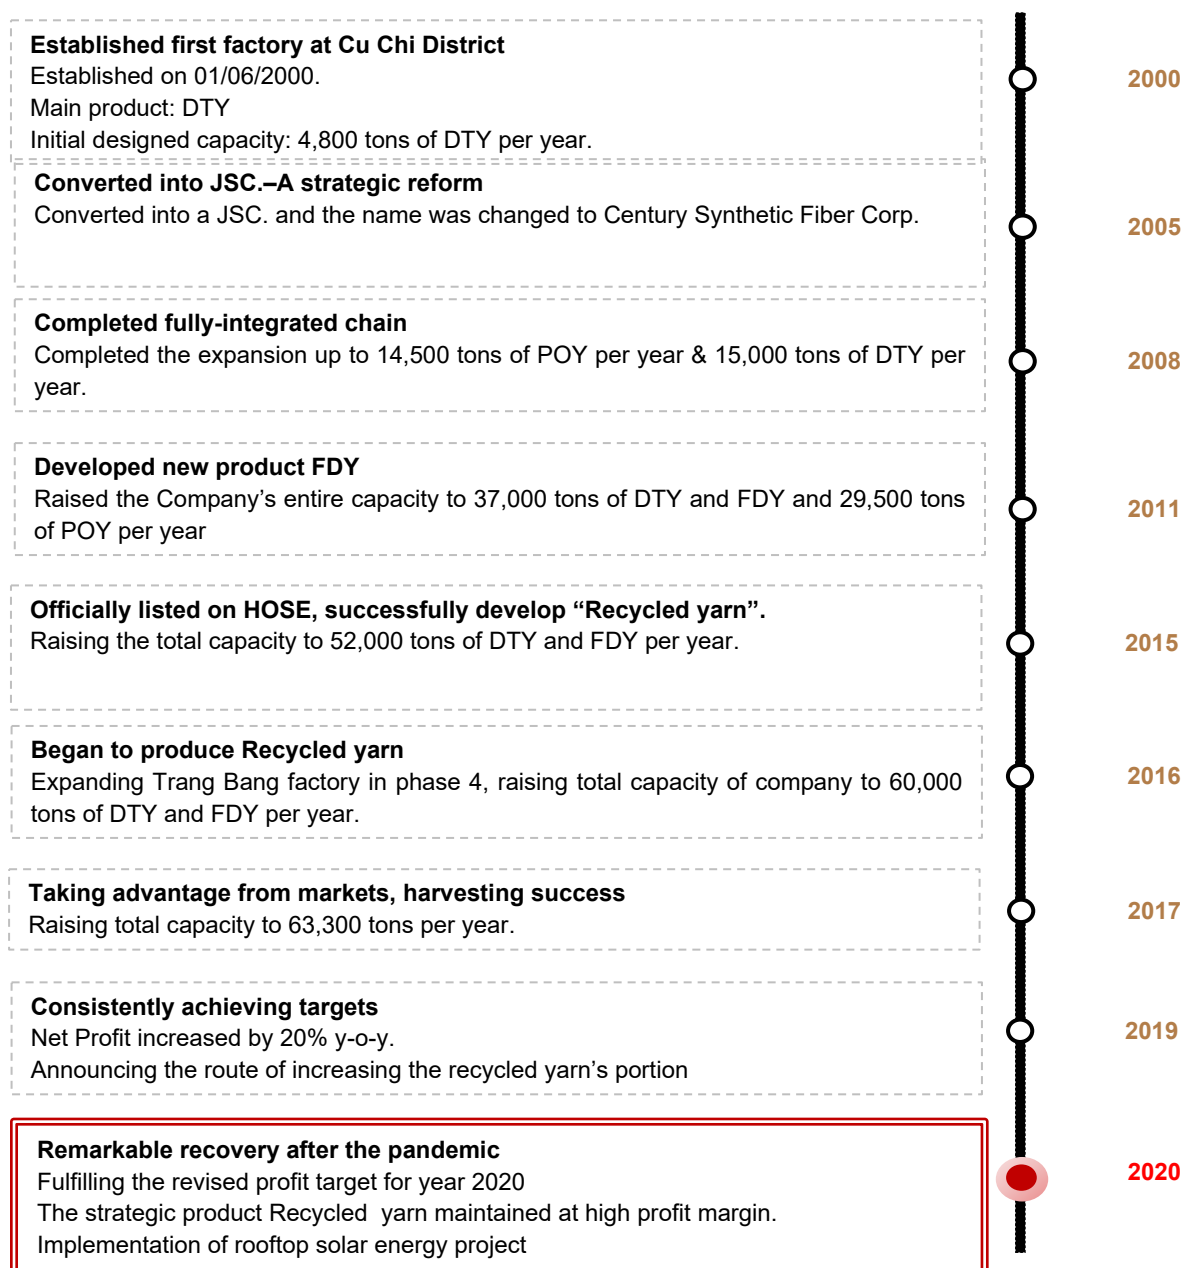 Established first factory at Cu Chi District
Established on 01/06/2000.
Main product: DTY
Initial designed capacity: 4,800 tons of DTY per year.
2000
Converted into JSC.–A strategic reform
Converted into a JSC. and the name was changed to Century Synthetic Fiber Corp.
2005
Completed fully-integrated chain
Completed the expansion up to 14,500 tons of POY per year & 15,000 tons of DTY per
year.
2008
Developed new product FDY
Raised the Company’s entire capacity to 37,000 tons of DTY and FDY and 29,500 tons
of POY per year
2011
Officially listed on HOSE, successfully develop “Recycled yarn”.
Raising the total capacity to 52,000 tons of DTY and FDY per year.
2015
Began to produce Recycled yarn
Expanding Trang Bang factory in phase 4, raising total capacity of company to 60,000
tons of DTY and FDY per year.
2016
Taking advantage from markets, harvesting success
Raising total capacity to 63,300 tons per year.
2017
Consistently achieving targets
Net Profit increased by 20% y-o-y.
Announcing the route of increasing the recycled yarn’s portion
2019
Remarkable recovery after the pandemic
Fulfilling the revised profit target for year 2020
The strategic product Recycled yarn maintained at high profit margin.
Implementation of rooftop solar energy project
2020